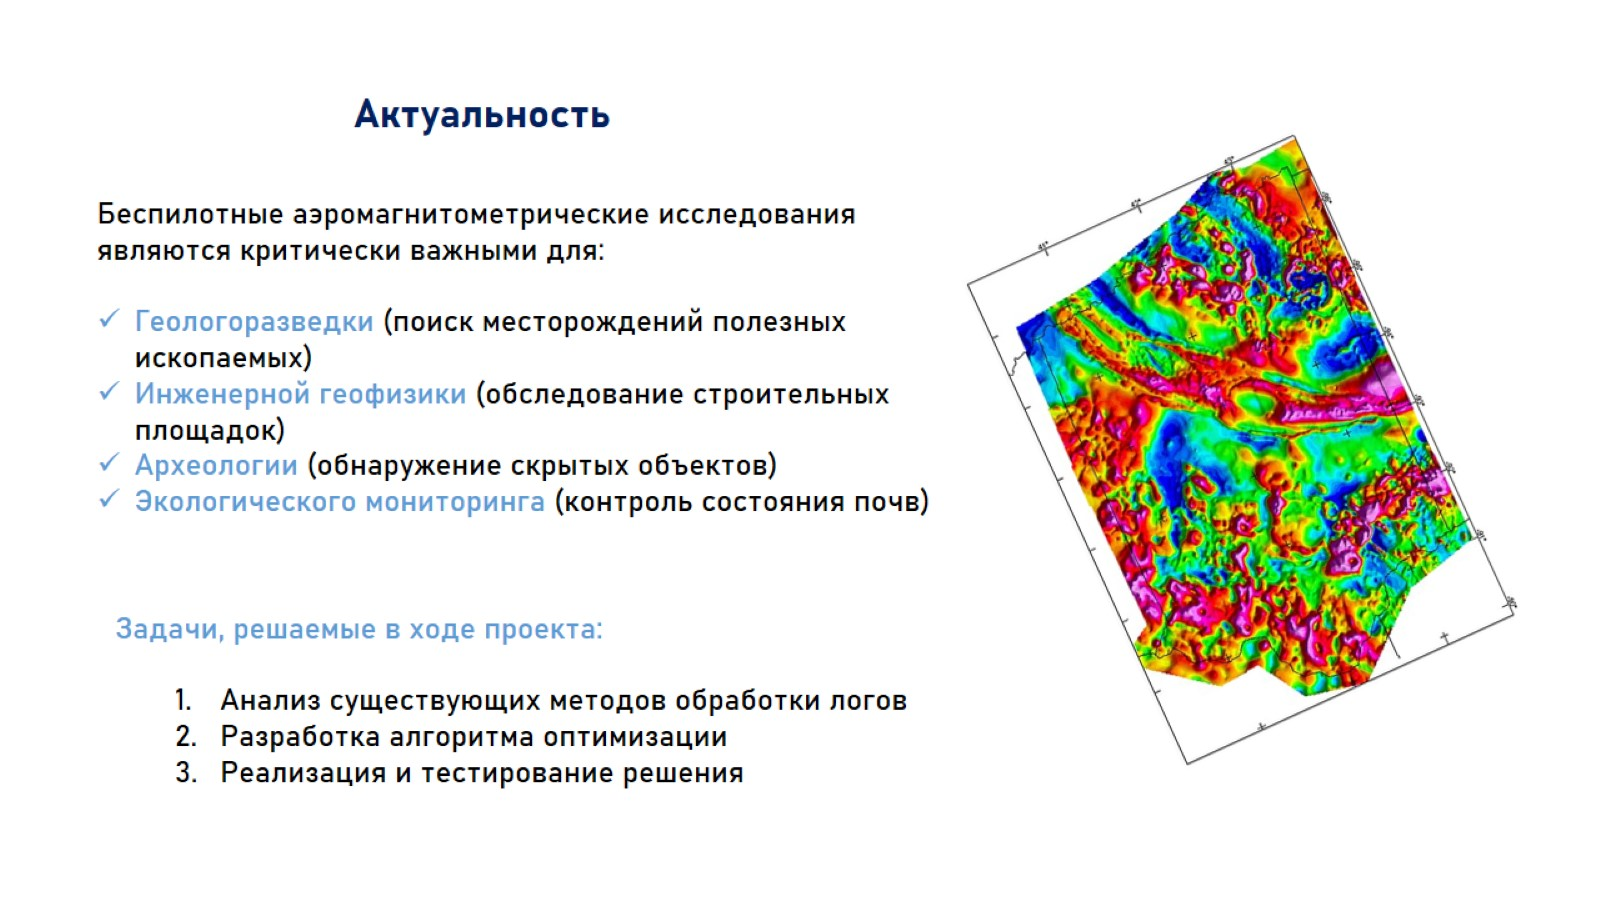 Актуальность
Беспилотные аэромагнитометрические исследования
являются критически важными для:
✓ Геологоразведки (поиск месторождений полезных
ископаемых)
✓ Инженерной геофизики (обследование строительных
площадок)
✓ Археологии (обнаружение скрытых объектов)
✓ Экологического мониторинга (контроль состояния почв)
Задачи, решаемые в ходе проекта:
1. Анализ существующих методов обработки логов
2. Разработка алгоритма оптимизации
3. Реализация и тестирование решения